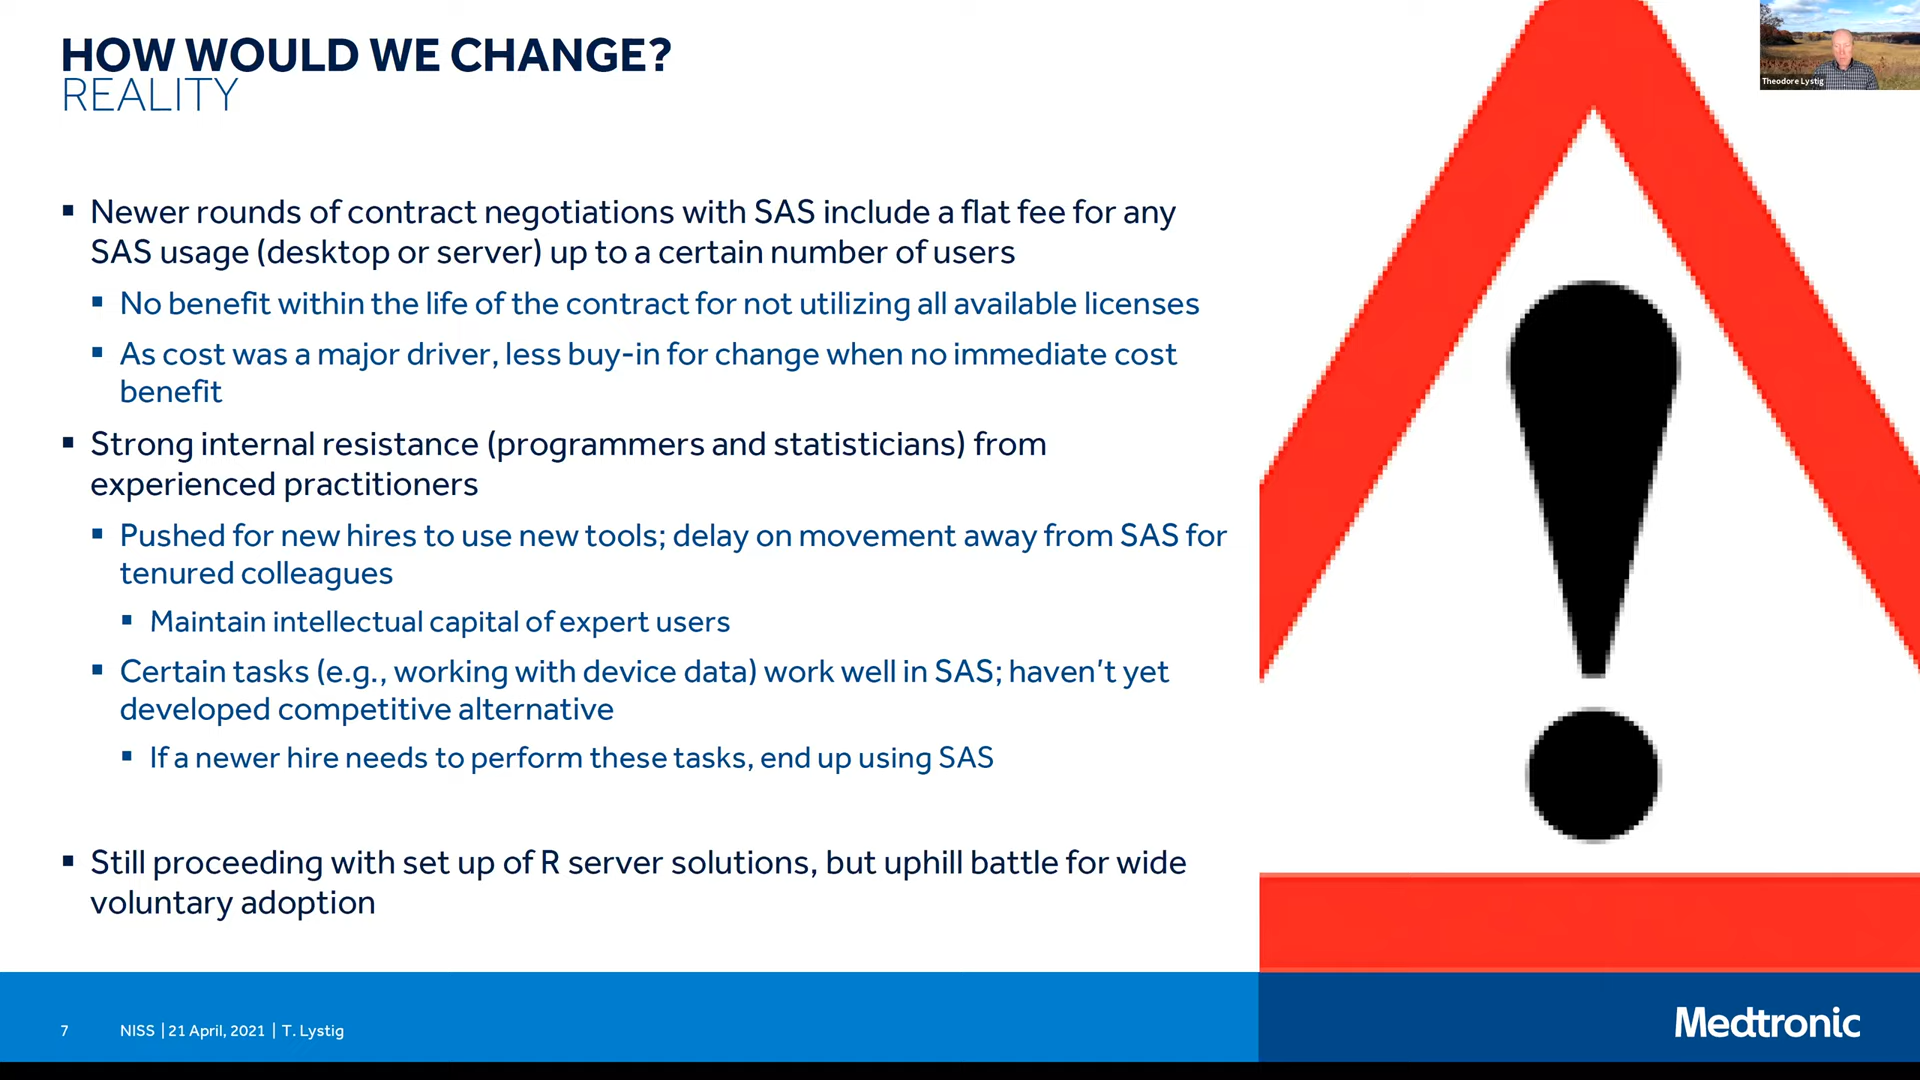 HOW WOULD WE CHANGE?
REALITY
Theodore Lystig
▪ Newer rounds of contract negotiations with SAS include a flat fee for any
SAS usage (desktop or server) up to a certain number of users
▪ No benefit within the life of the contract for not utilizing all available licenses
▪ As cost was a major driver, less buy-in for change when no immediate cost
benefit
▪ Strong internal resistance (programmers and statisticians) from
experienced practitioners
▪ Pushed for new hires to use new tools; delay on movement away from SAS for
tenured colleagues
▪ Maintain intellectual capital of expert users
▪ Certain tasks (e.g., working with device data) work well in SAS; haven't yet
developed competitive alternative
▪ If a newer hire needs to perform these tasks, end up using SAS
▪ Still proceeding with set up of R server solutions, but uphill battle for wide
voluntary adoption
7 NISS | 21 April, 2021 | T. Lystig
Medtronic